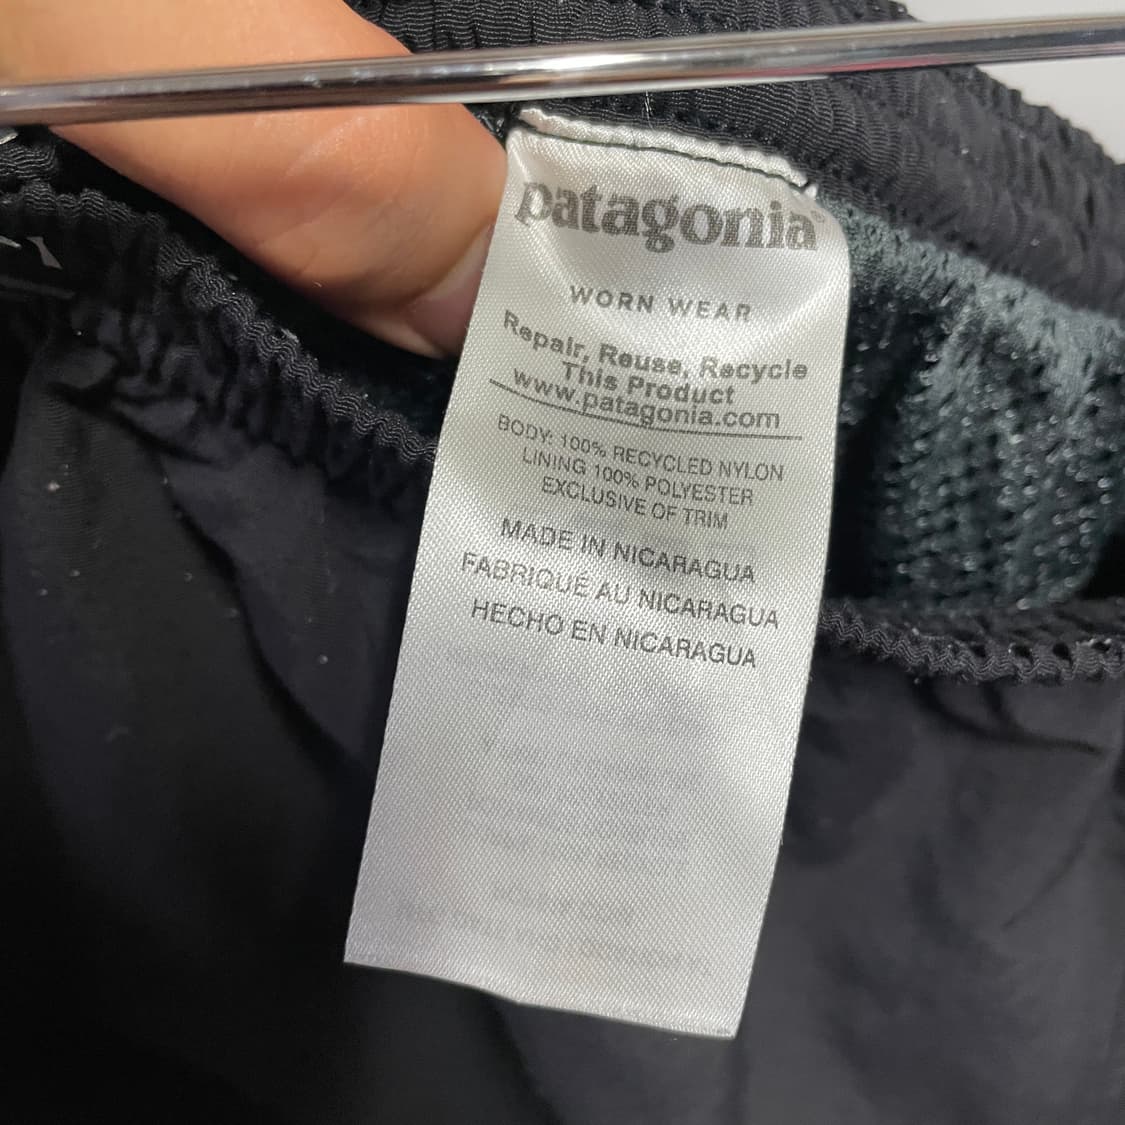 patagonia®
WORN WEAR
Repair, Reuse, Recycle
This Product
www.patagonia.com
BODY: 100% RECYCLED NYLON
LINING 100% POLYESTER
EXCLUSIVE OF TRIM
MADE IN NICARAGUA
FABRIQUÉ AU NICARAGUA
HECHO EN NICARAGUA